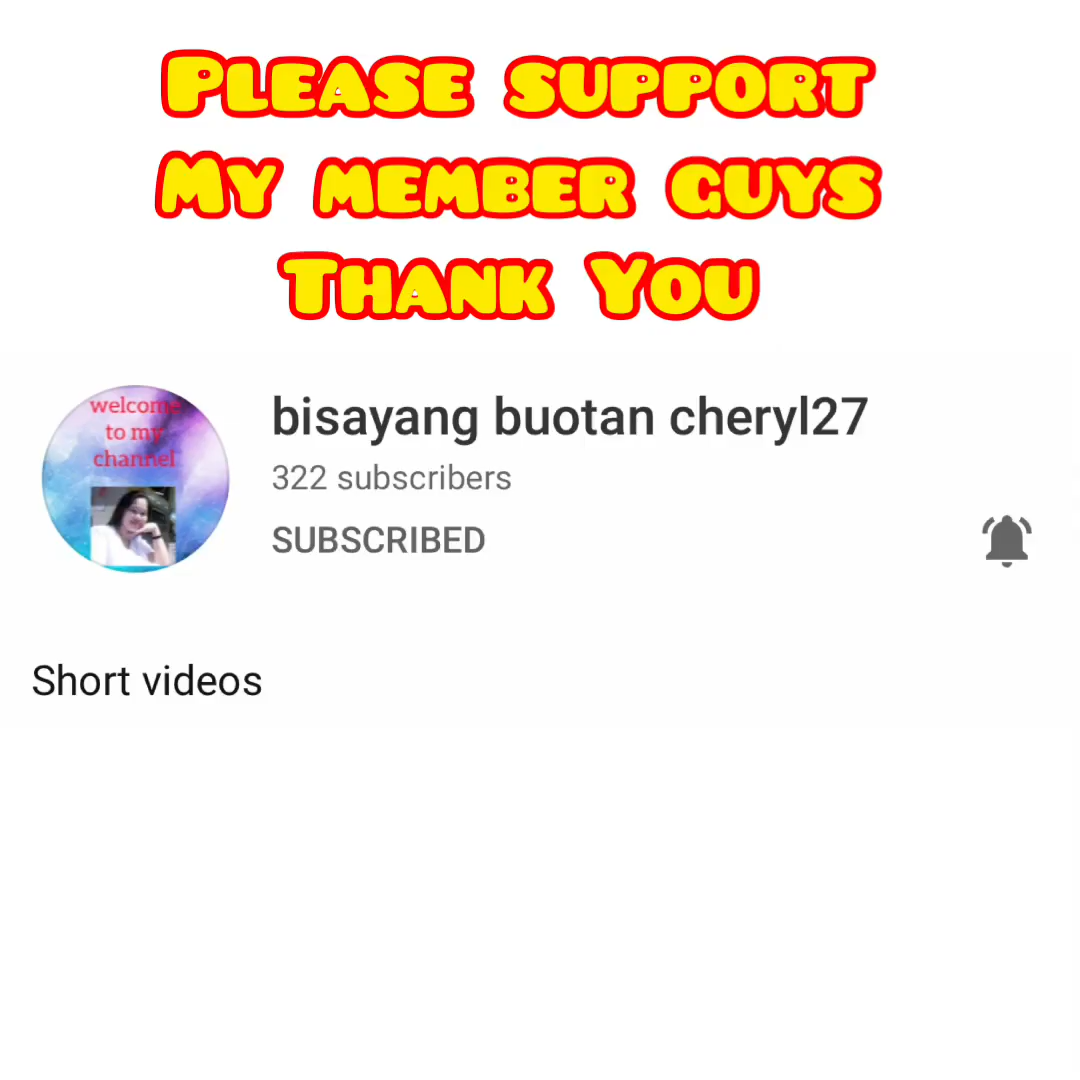 Please support
My member guys
Thank You
welcome
to my
channel
bisayang buotan cheryl27
322 subscribers
SUBSCRIBED
Short videos